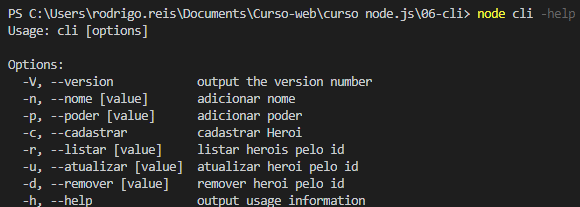 PS C:\Users\rodrigo.reis\Documents\Curso-web\curso node.js\06-cli> node cli -help
Usage: cli [options]
Options:
-V, --version output the version number
-n, --nome [value] adicionar nome
-p, --poder [value] adicionar poder
-c, --cadastrar cadastrar Heroi
-r, --listar [value] listar herois pelo id
-u, --atualizar [value] atualizar heroi pelo id
-d, --remover [value] remover heroi pelo id
-h, --help output usage information